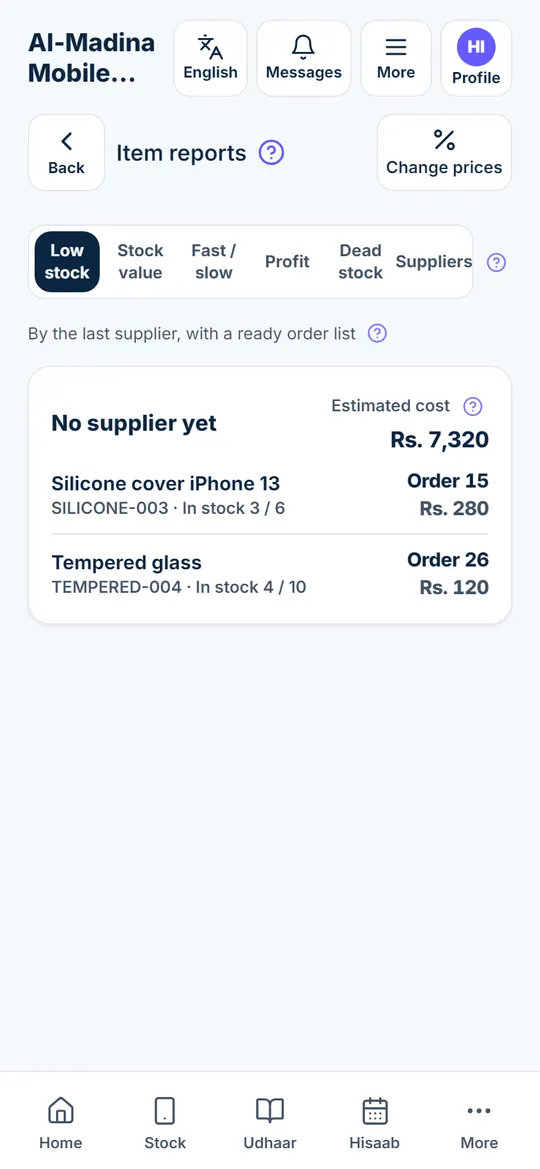 Al-Madina
Mobile...
English
Messages
More
HI
Profile
Back
Item reports
?
Change prices
Low
stock
Stock
value
Fast /
slow
Profit
Dead
stock
Suppliers
?
By the last supplier, with a ready order list ?
No supplier yet
Estimated cost ?
Rs. 7,320
Silicone cover iPhone 13
Order 15
SILICONE-003 · In stock 3 / 6
Rs. 280
Tempered glass
Order 26
TEMPERED-004 · In stock 4 / 10
Rs. 120
Home
Stock
Udhaar
Hisaab
More